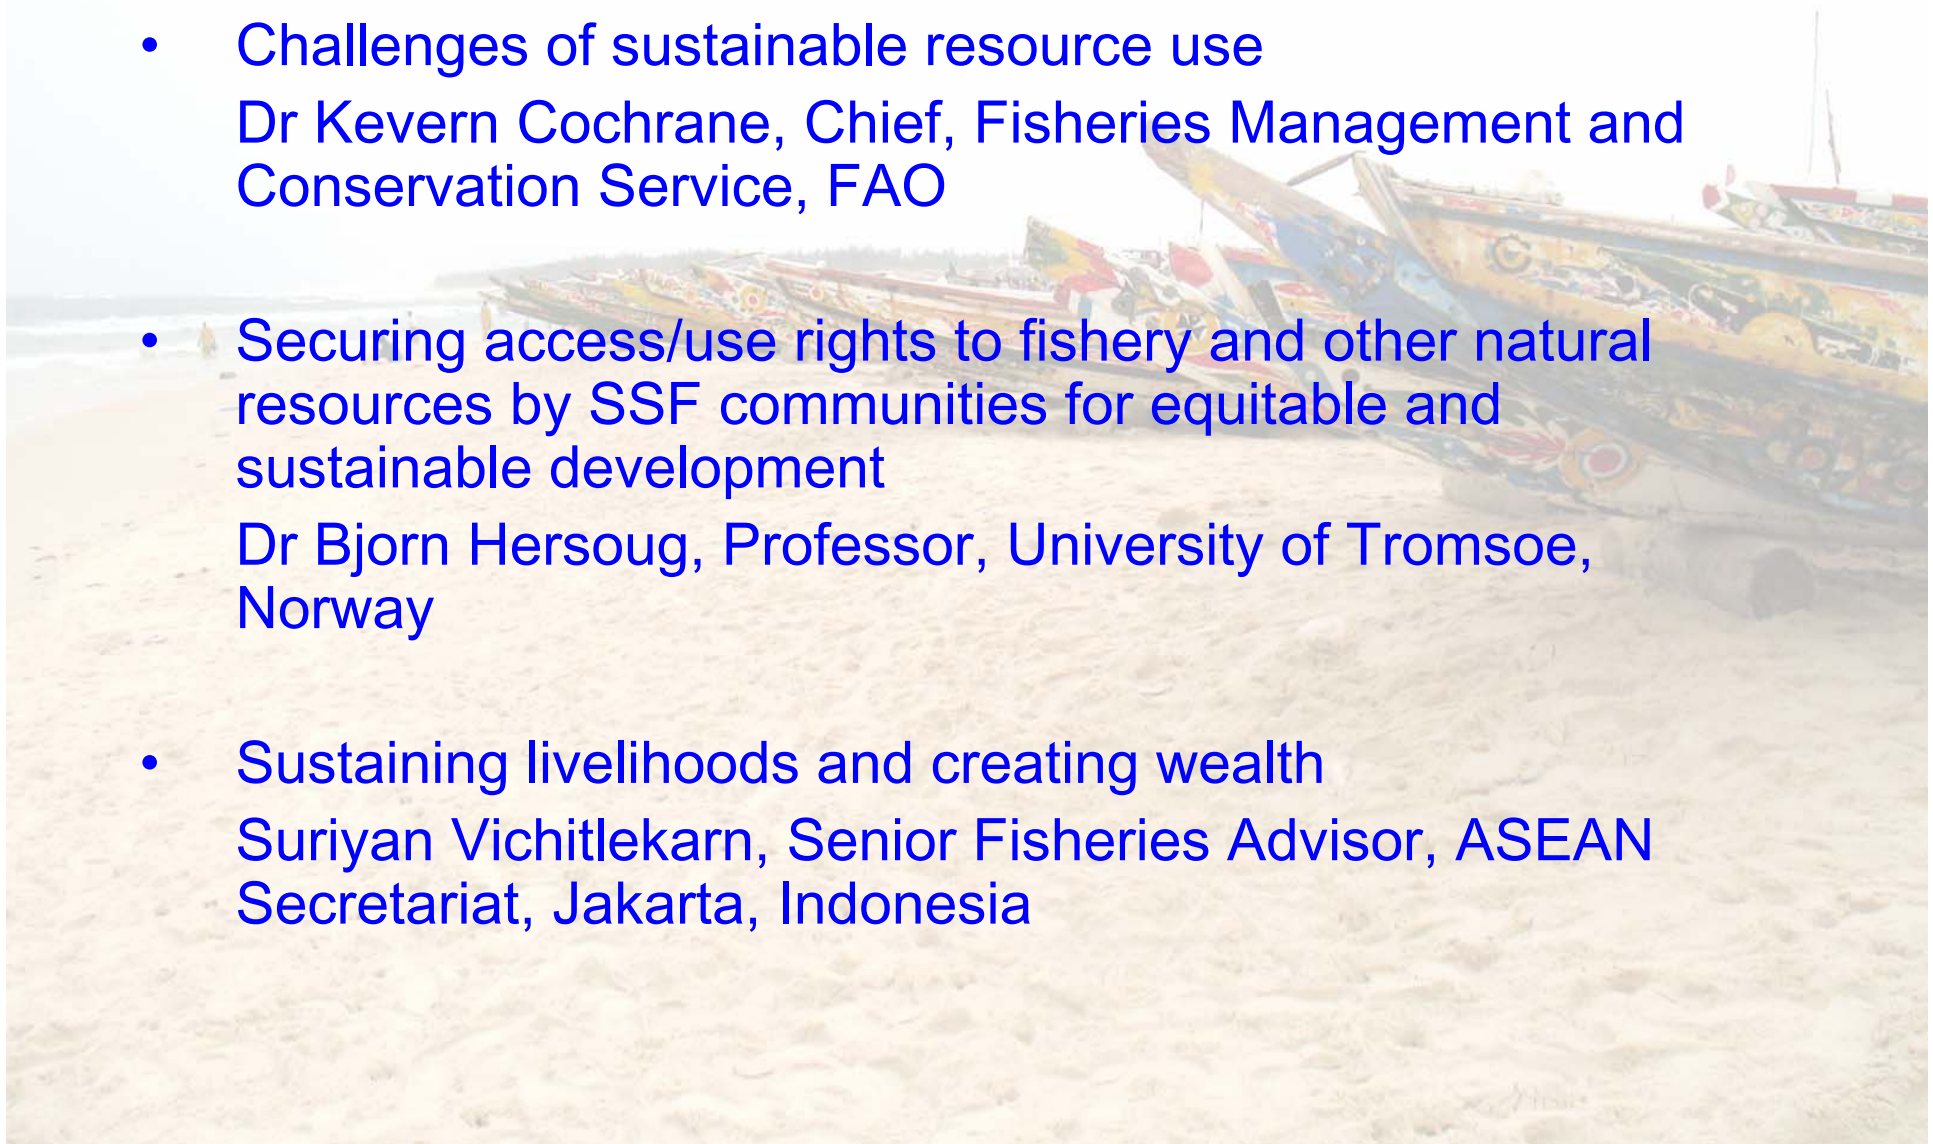 • Challenges of sustainable resource use
Dr Kevern Cochrane, Chief, Fisheries Management and
Conservation Service, FAO
• Securing access/use rights to fishery and other natural
resources by SSF communities for equitable and
sustainable development
Dr Bjorn Hersoug, Professor, University of Tromsoe,
Norway
• Sustaining livelihoods and creating wealth
Suriyan Vichitlekarn, Senior Fisheries Advisor, ASEAN
Secretariat, Jakarta, Indonesia